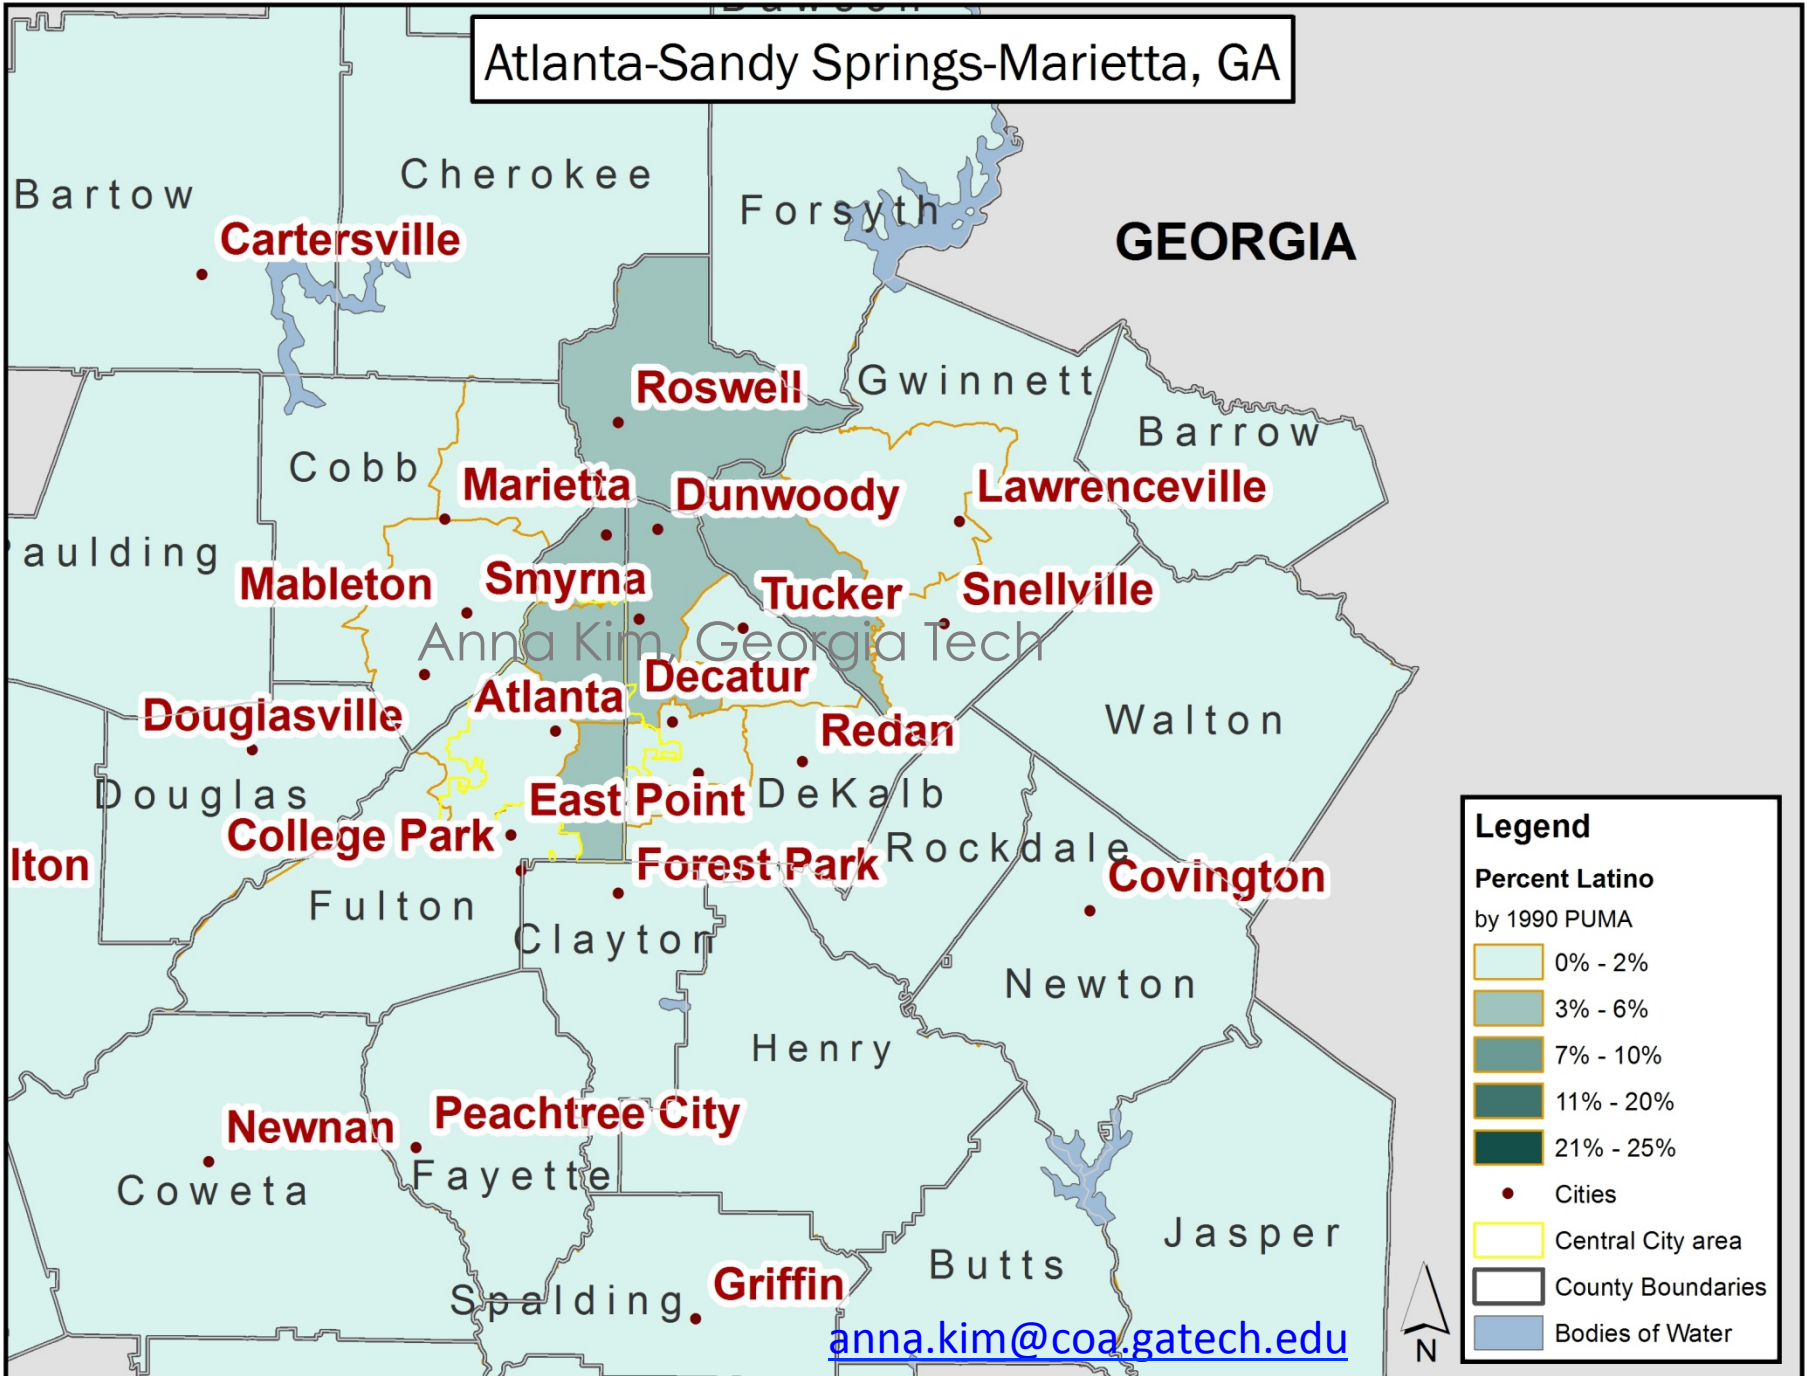 Atlanta-Sandy Springs-Marietta, GA
Bartow
Cherokee
Forsyth
Cartersville
GEORGIA
Roswell
Gwinnett
Barrow
Cobb
Marietta
Dunwoody
Lawrenceville
aulding
Mableton
Smyrna
Tucker
Snellville
Anna Kim, Georgia Tech
Decatur
Atlanta
Douglasville
Redan
Walton
Douglas
East Point
DeKalb
College Park
Rockdale
lton
Forest Park
Covington
Fulton
Clayton
Newton
Henry
Newnan
Peachtree City
Coweta
Fayette
Jasper
Butts
Spalding
Griffin
anna.kim@coa.gatech.edu
N
Legend
Percent Latino
by 1990 PUMA
0% - 2%
3% - 6%
7% - 10%
11% - 20%
21% - 25%
Cities
Central City area
County Boundaries
Bodies of Water